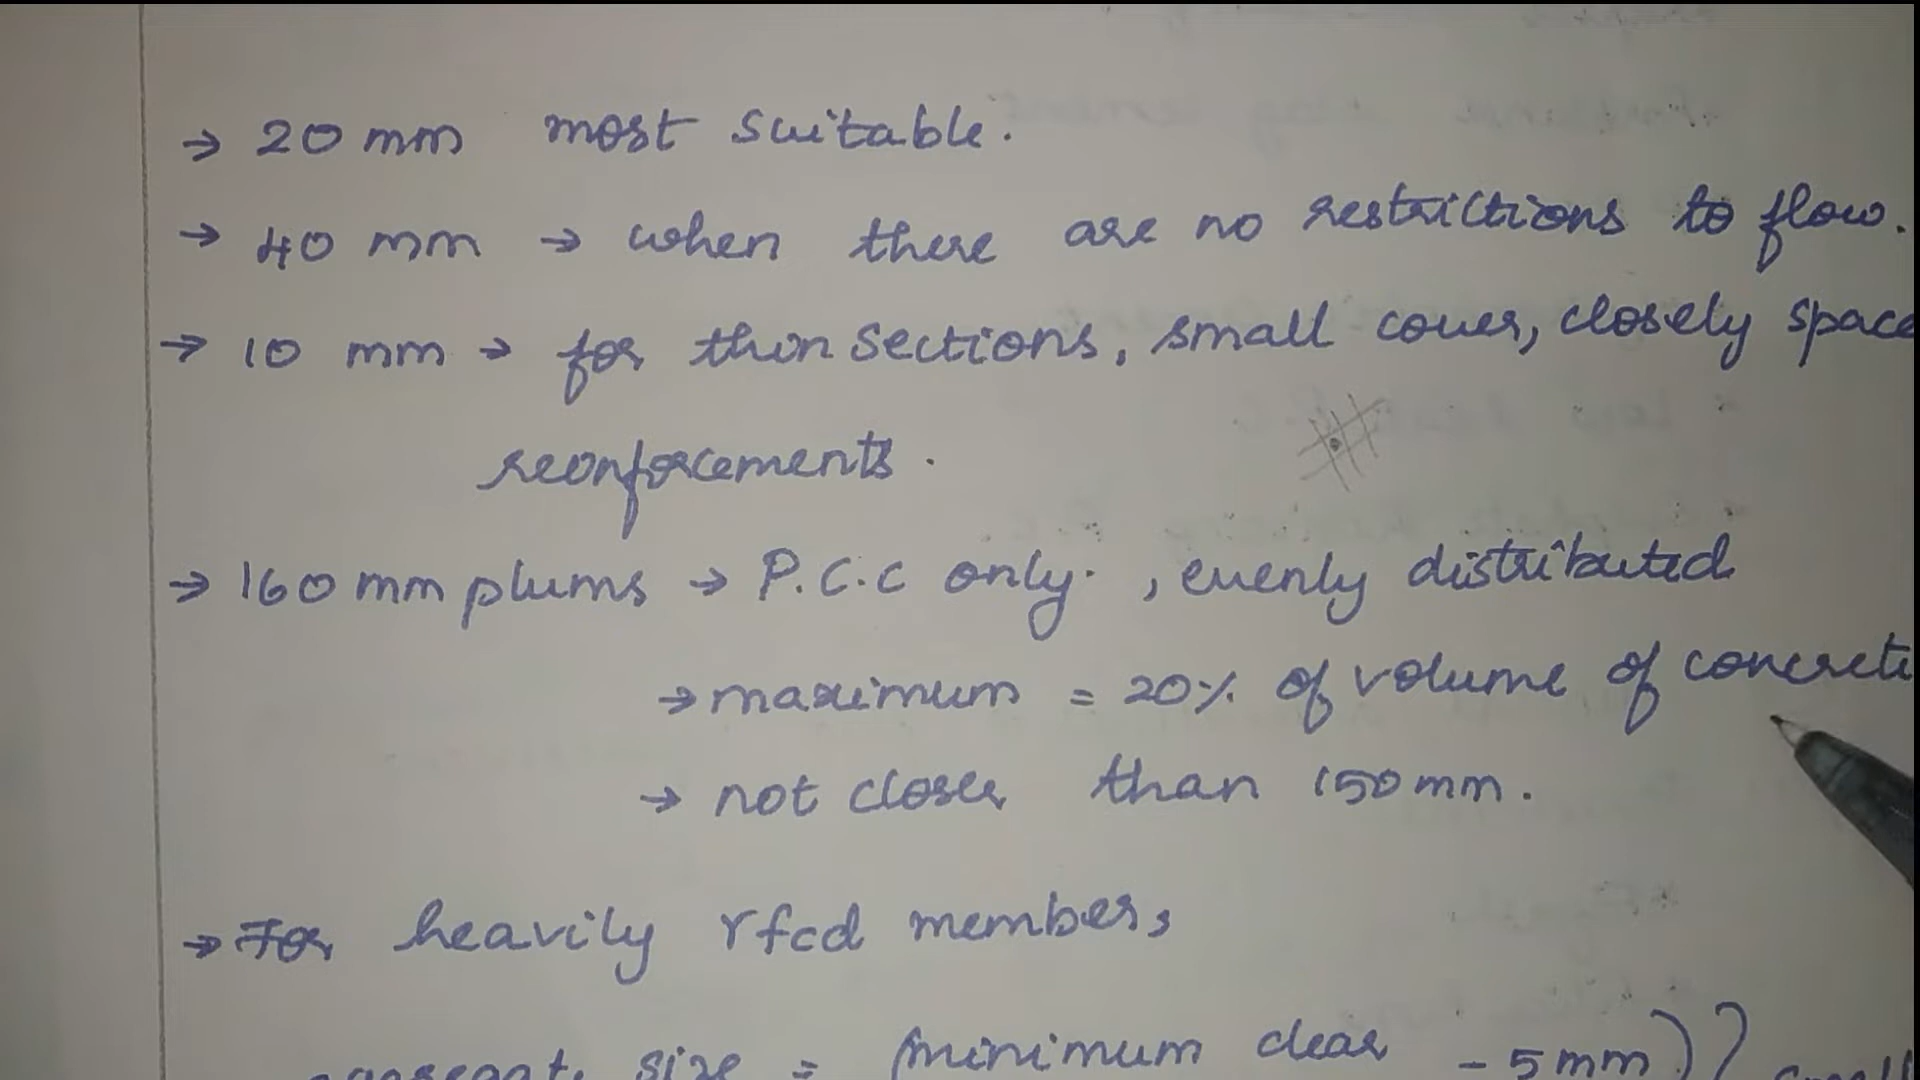 → 20 mm most suitable.
→ 40 mm → when there are no restrictions to flow.
→ 10 mm → for thin sections, small cover, closely space
reinforcements.
→ 160 mm plums → P.C.C only. , evenly distributed
→ maximum = 20% of volume of concrete
→ not closer than 150 mm.
→ For heavily rfcd members,
aggregate size = (minimum clear - 5 mm) }